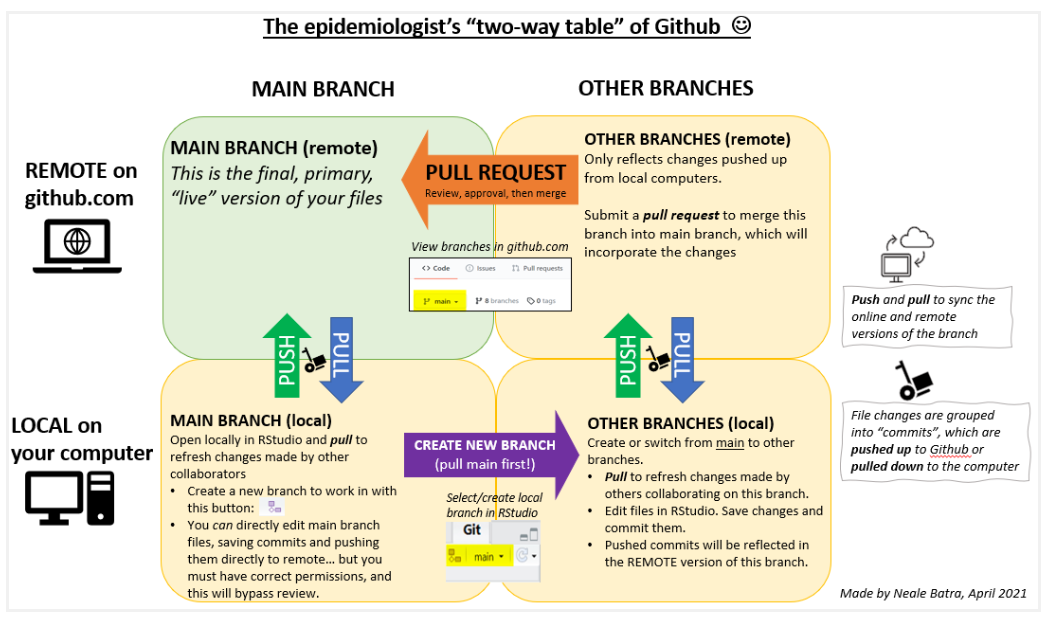 The epidemiologist's “two-way table” of Github ☺
MAIN BRANCH
OTHER BRANCHES
REMOTE on
github.com
MAIN BRANCH (remote)
This is the final, primary,
“live” version of your files
PULL REQUEST
Review, approval, then merge
OTHER BRANCHES (remote)
Only reflects changes pushed up
from local computers.
Submit a pull request to merge this
branch into main branch, which will
incorporate the changes
View branches in github.com
<> Code
Issues
Pull requests
main
8 branches
0 tags
Push and pull to sync the
online and remote
versions of the branch
PUSH
PULL
PUSH
PULL
LOCAL on
your computer
MAIN BRANCH (local)
Open locally in RStudio and pull to
refresh changes made by other
collaborators
• Create a new branch to work in with
this button:
• You can directly edit main branch
files, saving commits and pushing
them directly to remote... but you
must have correct permissions, and
this will bypass review.
CREATE NEW BRANCH
(pull main first!)
Select/create local
branch in RStudio
Git
main
OTHER BRANCHES (local)
Create or switch from main to other
branches.
• Pull to refresh changes made by
others collaborating on this branch.
• Edit files in RStudio. Save changes and
commit them.
• Pushed commits will be reflected in
the REMOTE version of this branch.
File changes are grouped
into “commits”, which are
pushed up to Github or
pulled down to the computer
Made by Neale Batra, April 2021